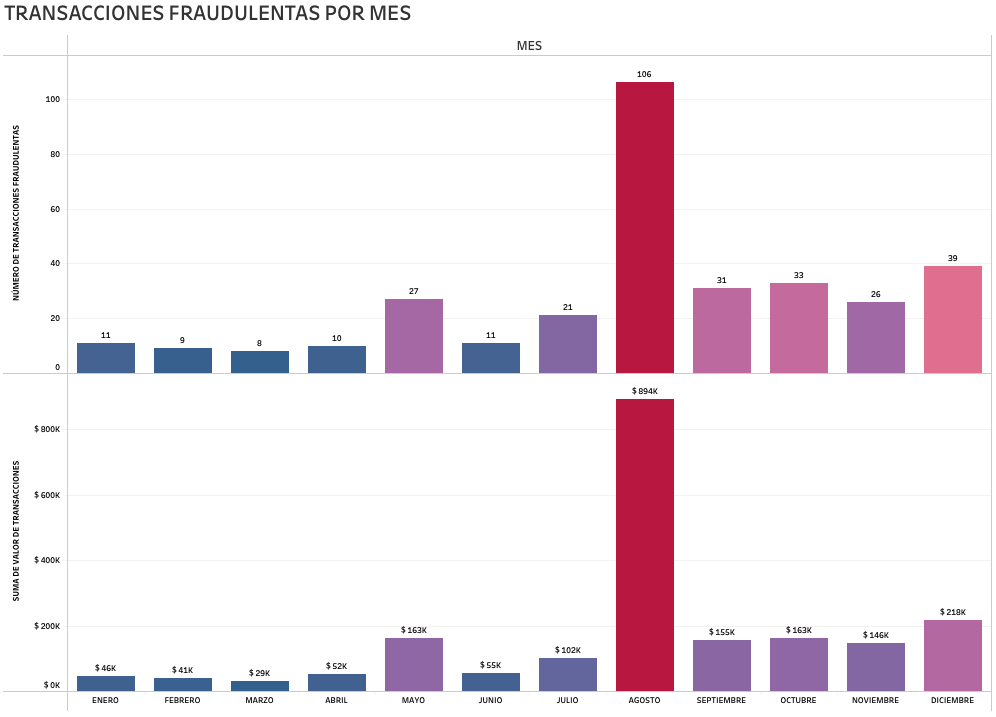 TRANSACCIONES FRAUDULENTAS POR MES
MES
NÚMERO DE TRANSACCIONES FRAUDULENTAS
100
80
60
40
20
0
11
9
8
10
27
11
21
106
31
33
26
39
SUMA DE VALOR DE TRANSACCIONES
$ 800K
$ 600K
$ 400K
$ 200K
$ 0K
$ 46K
$ 41K
$ 29K
$ 52K
$ 163K
$ 55K
$ 102K
$ 894K
$ 155K
$ 163K
$ 146K
$ 218K
ENERO
FEBRERO
MARZO
ABRIL
MAYO
JUNIO
JULIO
AGOSTO
SEPTIEMBRE
OCTUBRE
NOVIEMBRE
DICIEMBRE